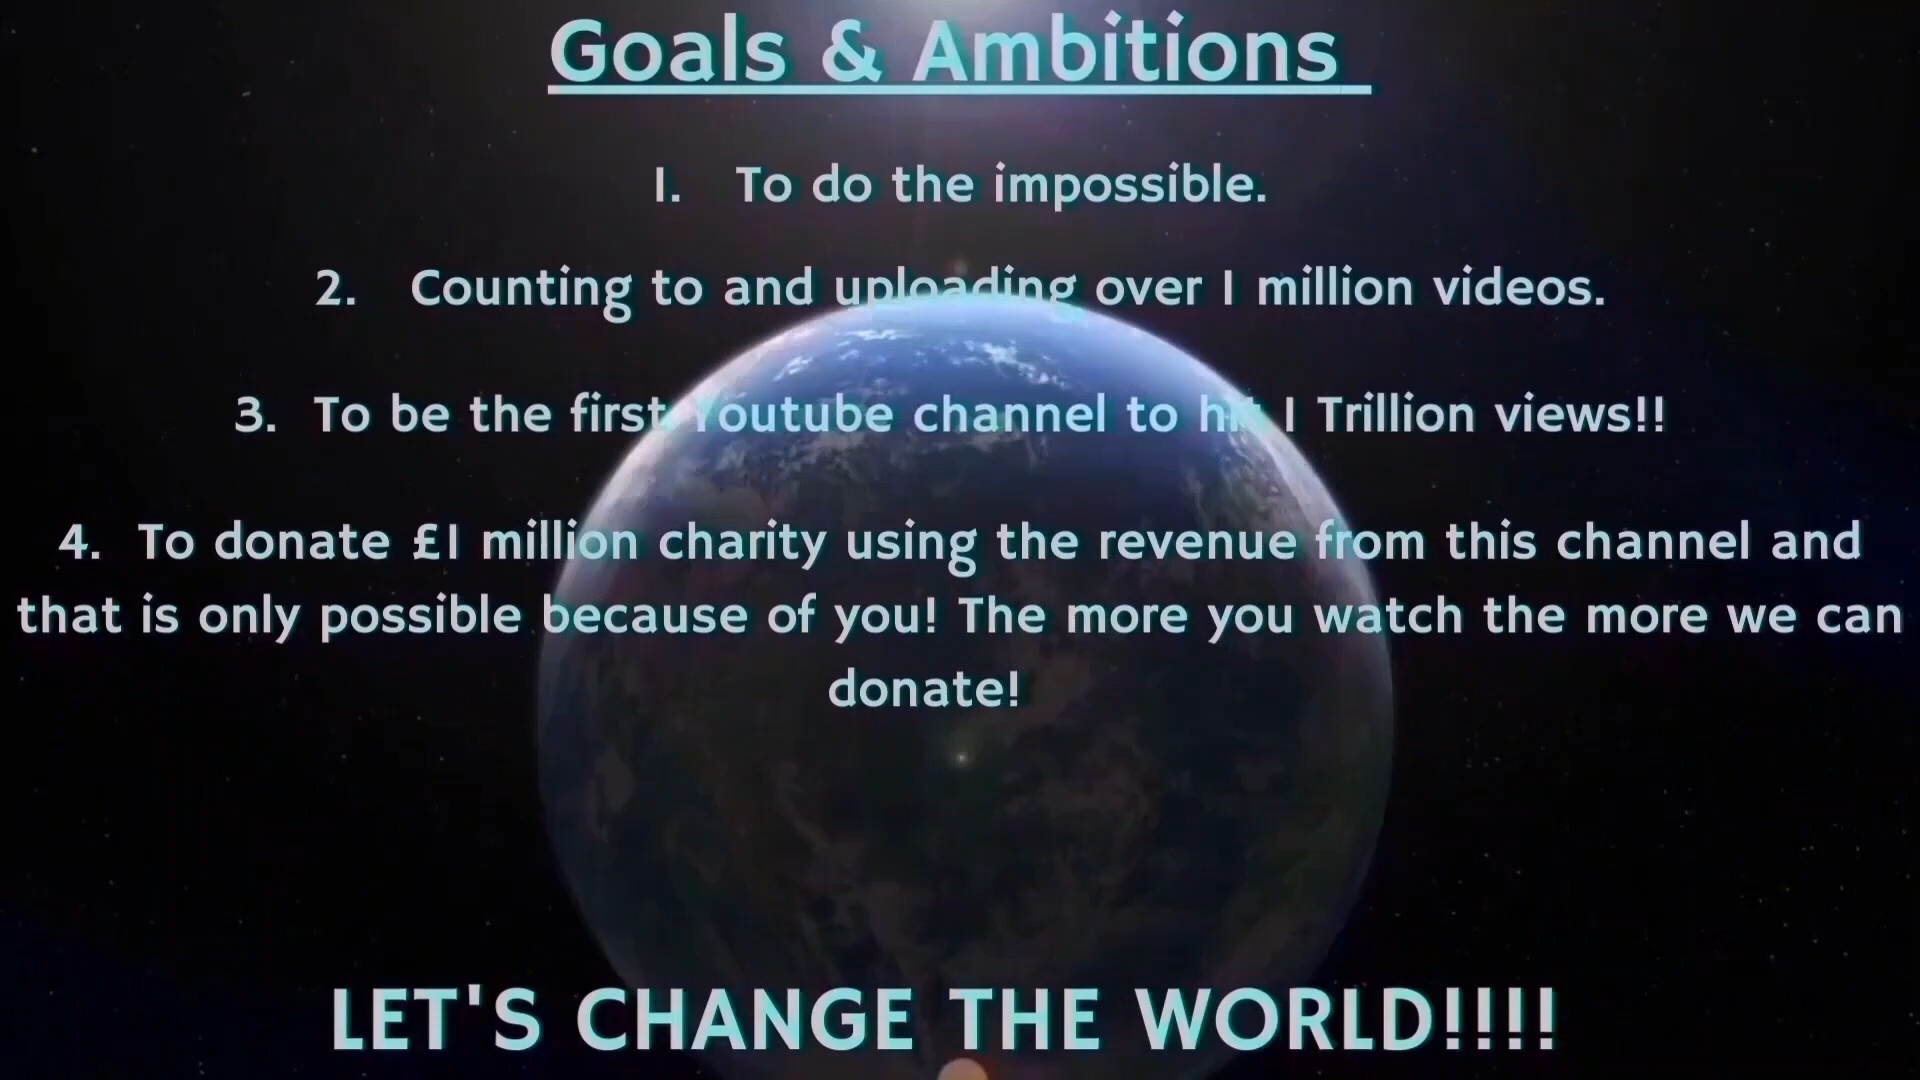 Goals & Ambitions
1. To do the impossible.
2. Counting to and uploading over 1 million videos.
3. To be the first Youtube channel to hit 1 Trillion views!!
4. To donate £1 million charity using the revenue from this channel and
that is only possible because of you! The more you watch the more we can
donate!
LET'S CHANGE THE WORLD!!!!